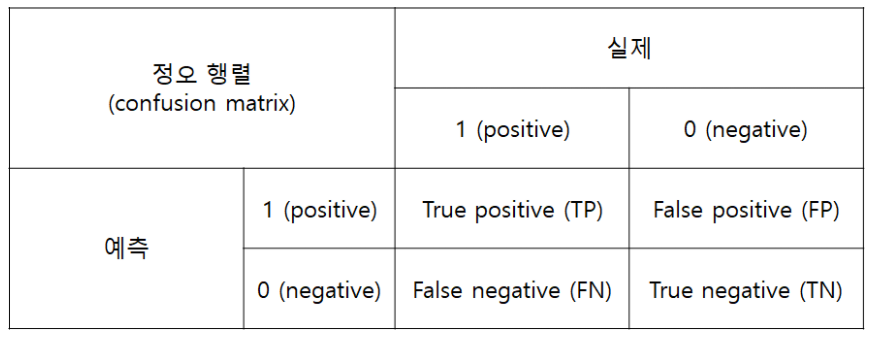 정오 행렬
(confusion matrix)
실제
1 (positive)
0 (negative)
예측
1 (positive)
True positive (TP)
False positive (FP)
0 (negative)
False negative (FN)
True negative (TN)